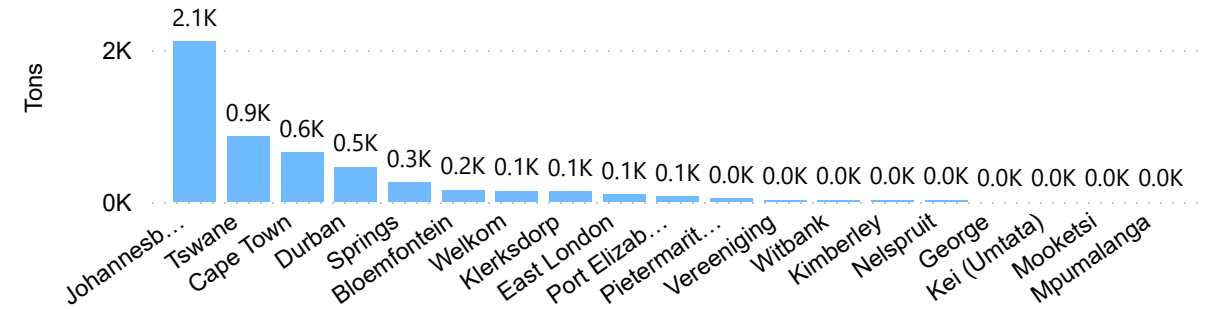 Tons
2K
0K
2.1K
0.9K
0.6K
0.5K
0.3K
0.2K
0.1K
0.1K
0.1K
0.1K
0.0K
0.0K
0.0K
0.0K
0.0K
0.0K
0.0K
0.0K
0.0K
Johannesb...
Tswane
Cape Town
Durban
Springs
Bloemfontein
Welkom
Klerksdorp
East London
Port Elizab...
Pietermarit...
Vereeniging
Witbank
Kimberley
Nelspruit
George
Kei (Umtata)
Mooketsi
Mpumalanga